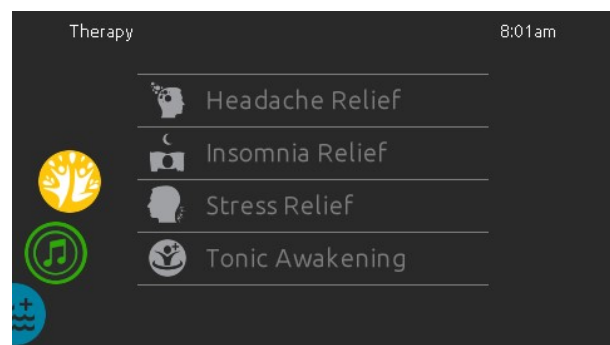 Therapy 8:01am
Headache Relief
Insomnia Relief
Stress Relief
Tonic Awakening